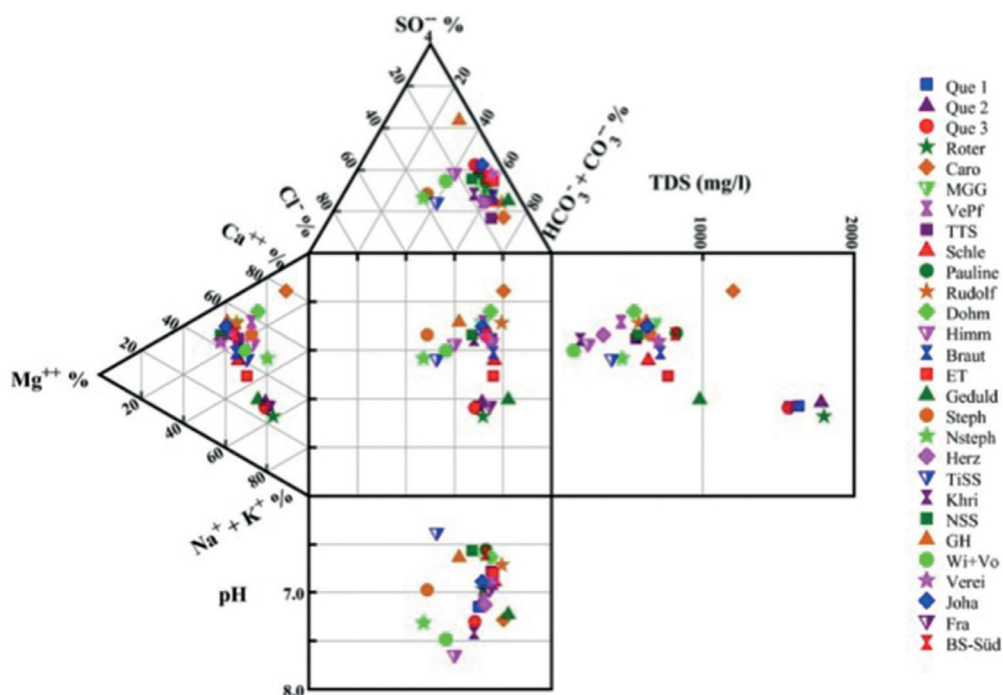 SO₄⁻⁻ %
20 20
40 40
60 60
80 80
Cl⁻ %
HCO₃⁻ + CO₃⁻ %
TDS (mg/l)
1000
2000
Ca⁺⁺ %
80
60
40
20
Mg⁺⁺ %
20
40
60
80
Na⁺ + K⁺ %
pH
7.0
8.0
Que 1
Que 2
Que 3
Roter
Caro
MGG
VePf
TTS
Schle
Pauline
Rudolf
Dohm
Himm
Braut
ET
Geduld
Steph
Nsteph
Herz
TiSS
Khri
NSS
GH
Wi+Vo
Verei
Joha
Fra
BS-Süd